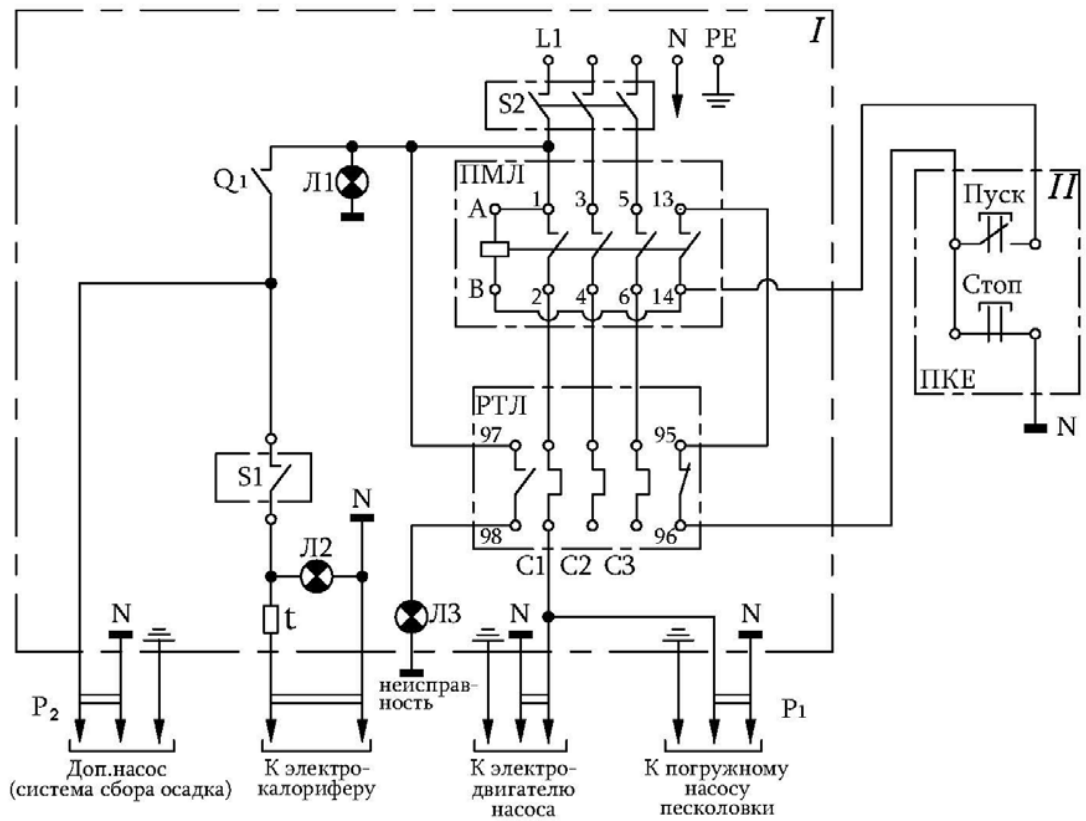 I
L1
N
PE
S2
Q1
Л1
ПМЛ
A
1
3
5
13
B
2
4
6
14
II
Пуск
Стоп
ПКЕ
N
РТЛ
97
95
98
96
C1
C2
C3
S1
N
Л2
t
Л3
неисправ-
ность
N
N
N
P2
P1
Доп.насос
(система сбора осадка)
К электро-
калориферу
К электро-
двигателю
насоса
К погружному
насосу
песколовки